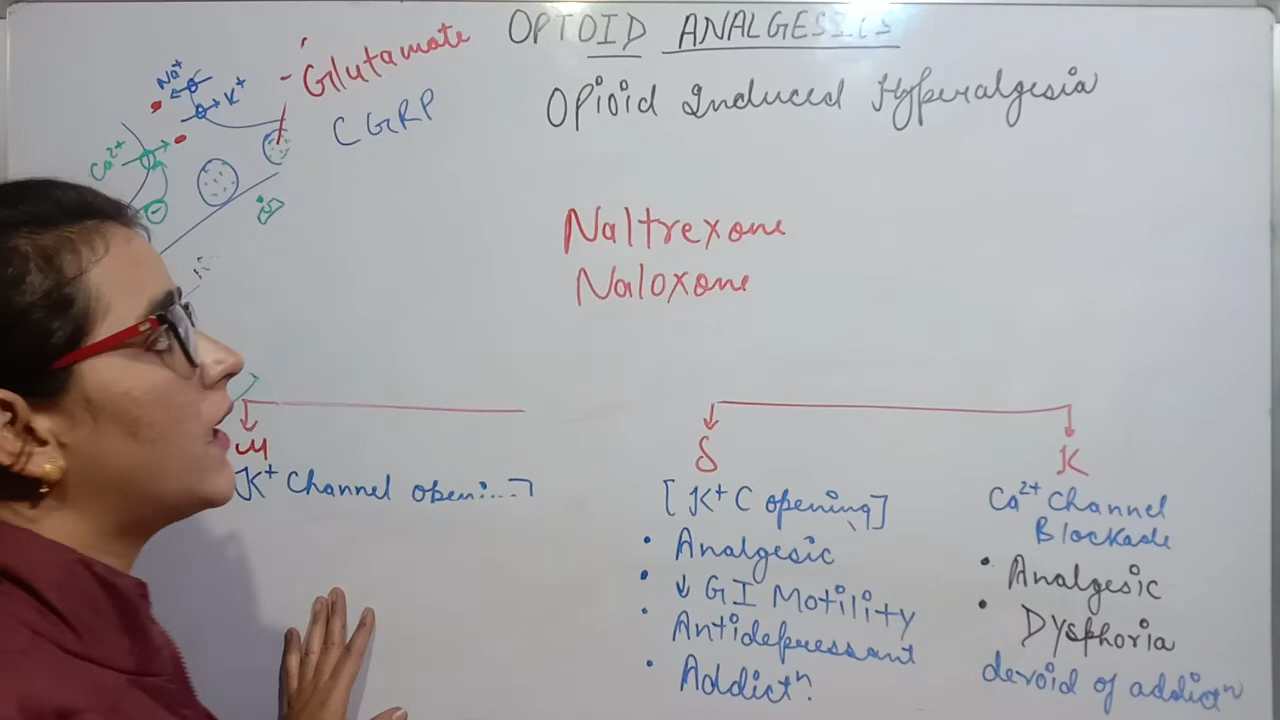 OPIOID ANALGESICS
Opioid Induced Hyperalgesia
Glutamate
CGRP
Na+
K+
Ca2+
Naltrexone
Naloxone
μ
K+ Channel
δ
[K+ C opening]
• Analgesic
• ↓ GI Motility
• Antidepressant
• Addictn.
K
Ca2+ Channel
Blockade
• Analgesic
• Dysphoria
devoid of addictn